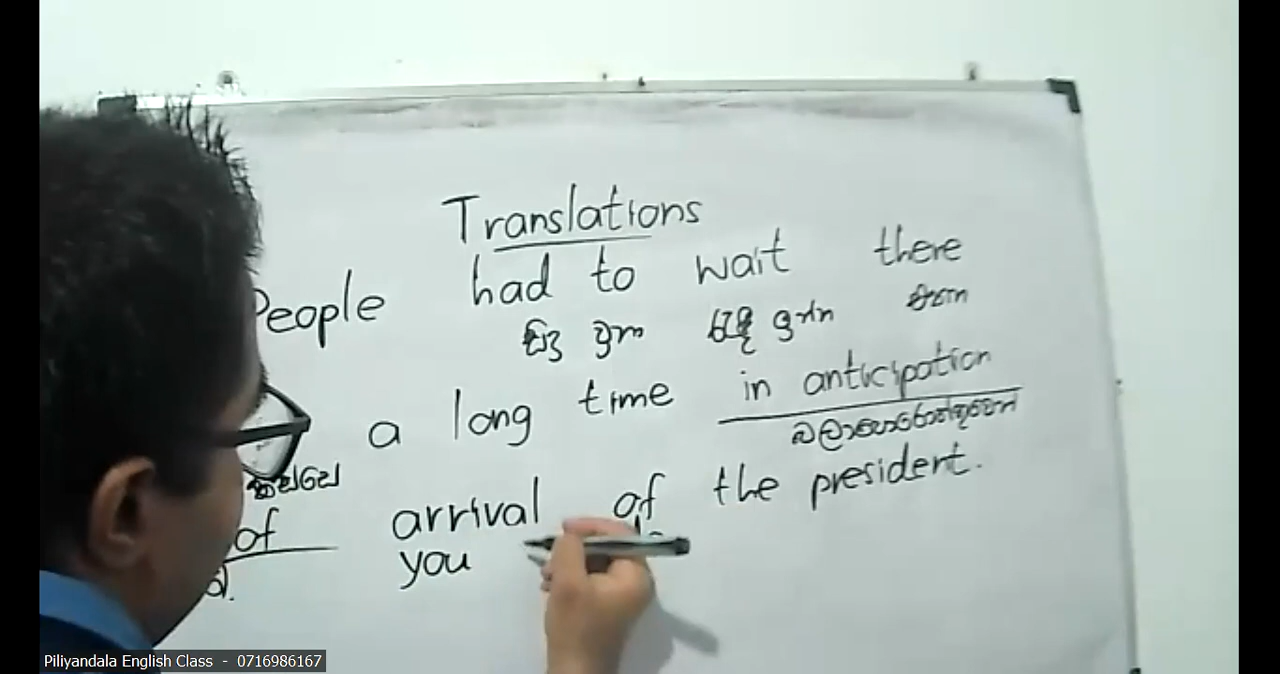 Translations
People had to wait there
සිදු වුනා
a long time in anticipation
බලාපොරොත්තුවෙන්
of arrival of the president.
you
Piliyandala English Class - 0716986167